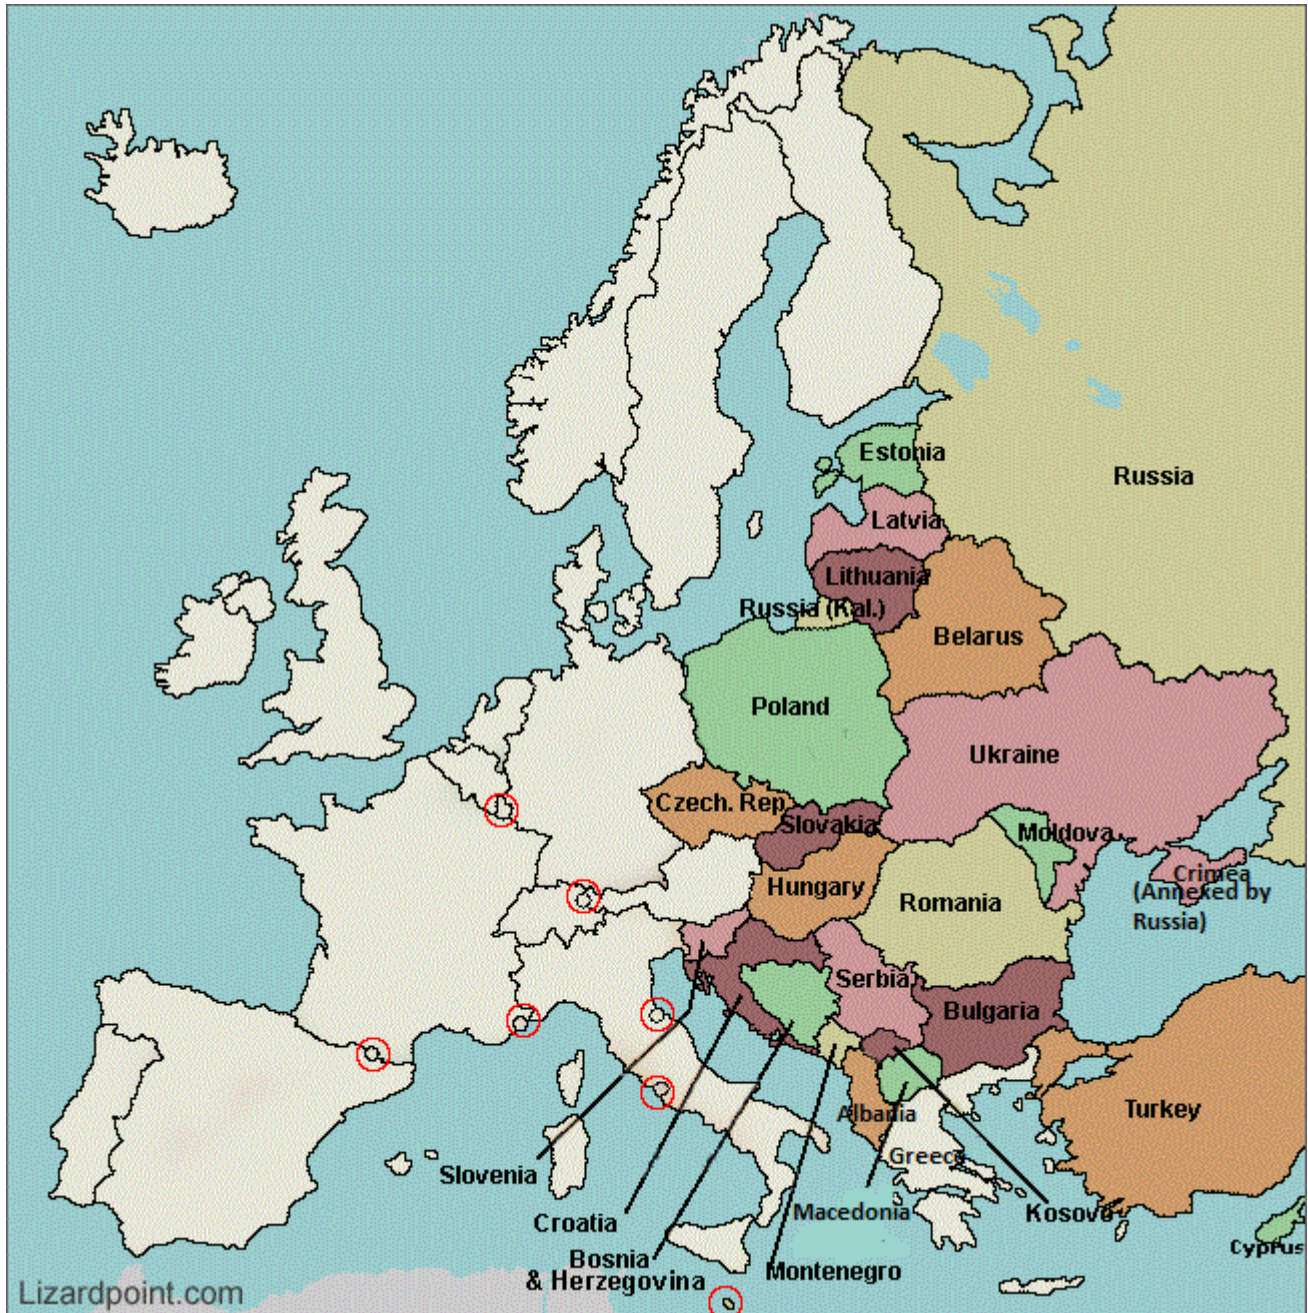 Estonia
Russia
Latvia
Lithuania
Russia (Kal.)
Belarus
Poland
Ukraine
Czech. Rep
Slovakia
Moldova
Hungary
Crimea
(Annexed by
Russia)
Romania
Serbia
Bulgaria
Albania
Turkey
Greece
Slovenia
Macedonia
Kosovo
Croatia
Cyprus
Bosnia
& Herzegovina
Montenegro
Lizardpoint.com